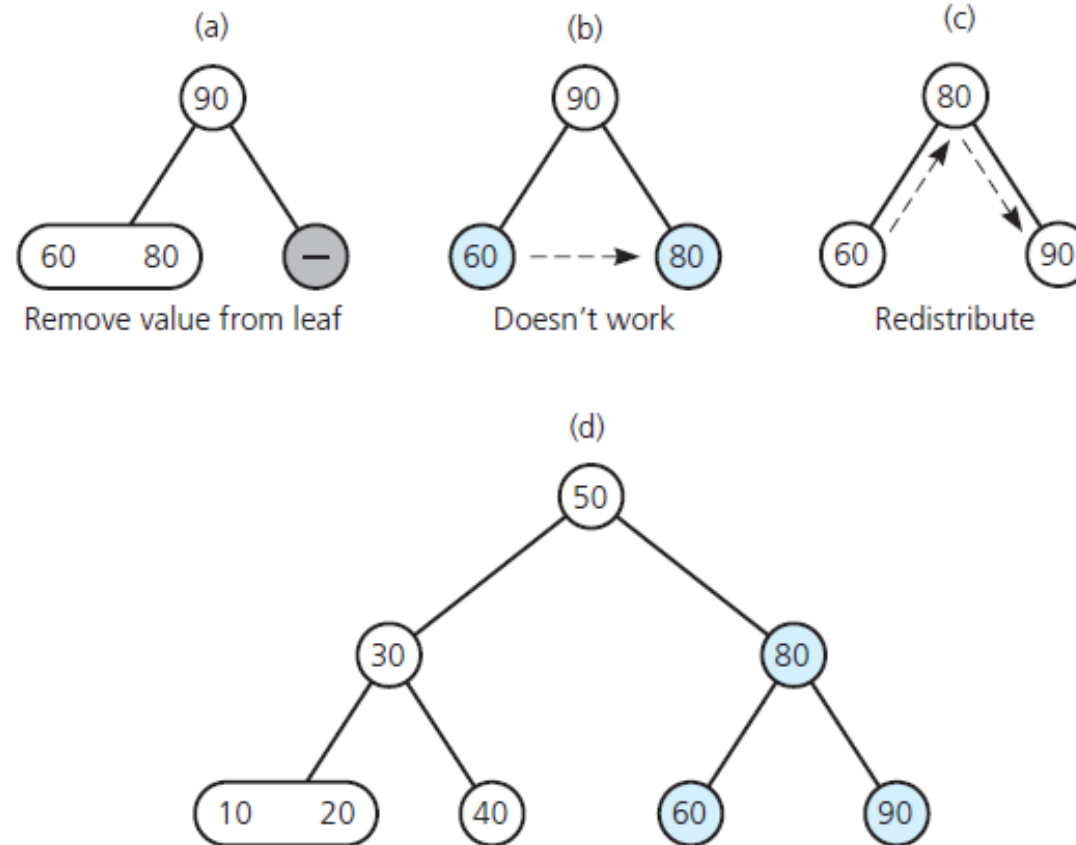 (a) (b) (c)
90 90 80
60 80 – 60 80 60 90
Remove value from leaf Doesn't work Redistribute
(d)
50
30 80
10 20 40 60 90